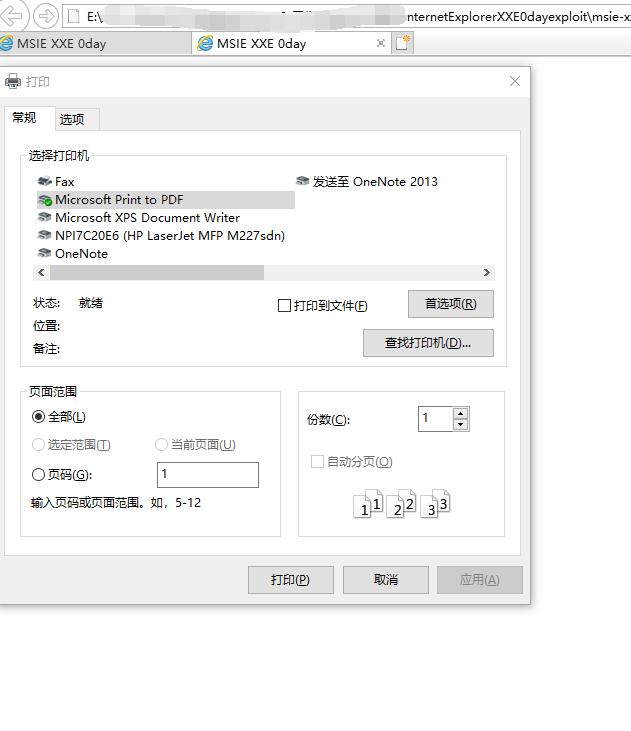 E:\
nternetExplorerXXE0dayexploit\msie-x
MSIE XXE 0day
MSIE XXE 0day
打印
常规
选项
选择打印机
Fax
发送至 OneNote 2013
Microsoft Print to PDF
Microsoft XPS Document Writer
NPI7C20E6 (HP LaserJet MFP M227sdn)
OneNote
状态: 就绪
打印到文件(F)
首选项(R)
位置:
备注:
查找打印机(D)...
页面范围
全部(L)
选定范围(T)
当前页面(U)
页码(G):
1
输入页码或页面范围。如，5-12
份数(C):
1
自动分页(O)
1 1 2 2 3 3
打印(P)
取消
应用(A)